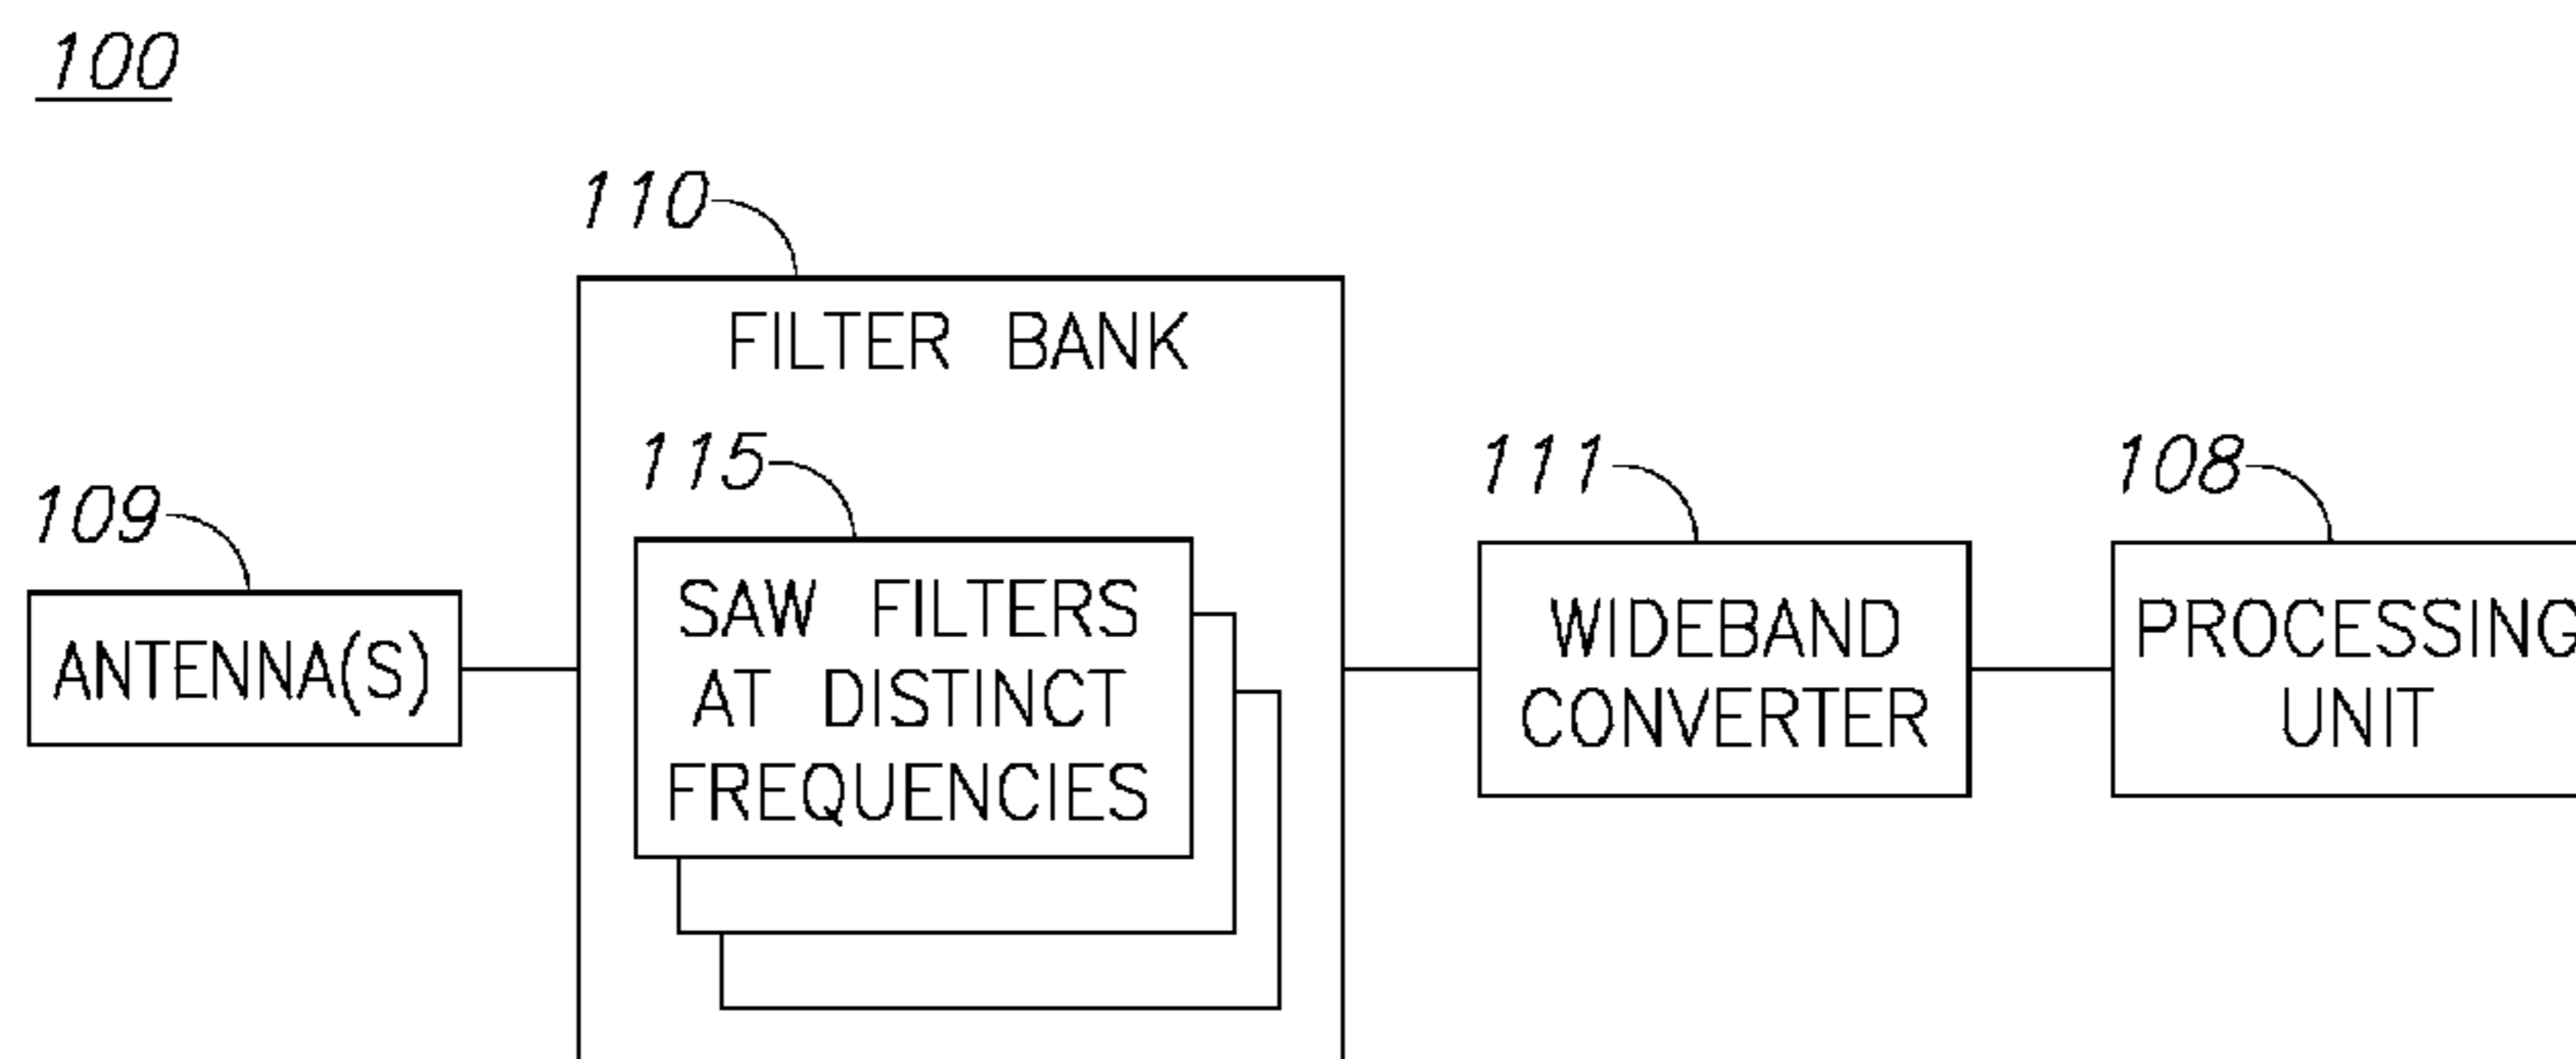 100
110
FILTER BANK
115
SAW FILTERS
AT DISTINCT
FREQUENCIES
109
ANTENNA(S)
111
WIDEBAND
CONVERTER
108
PROCESSING
UNIT